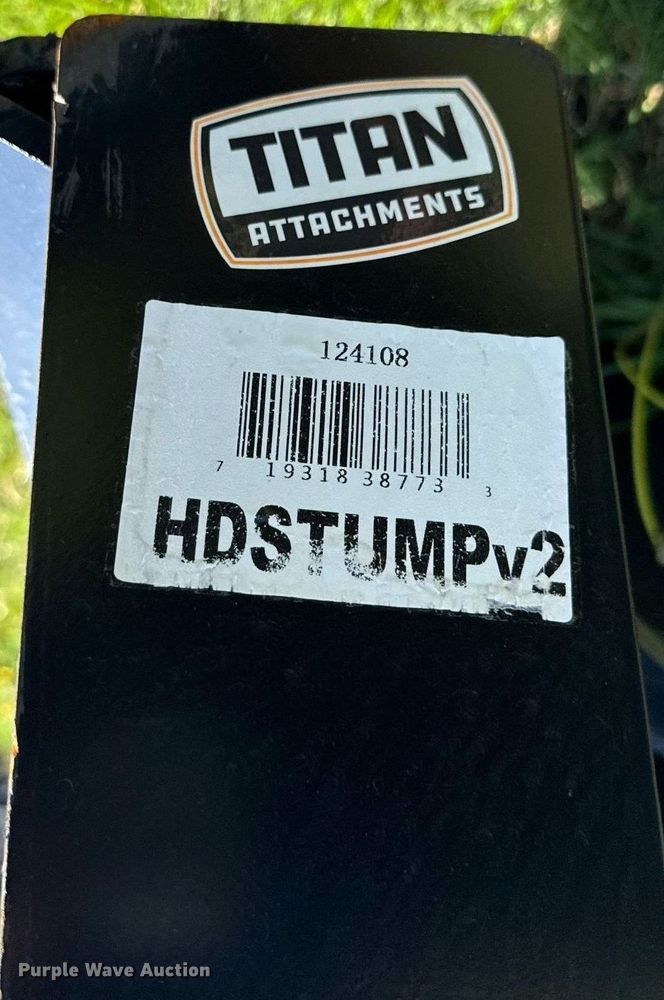 TITAN
ATTACHMENTS
124108
7 19318 38773 3
HDSTUMPv2
Purple Wave Auction